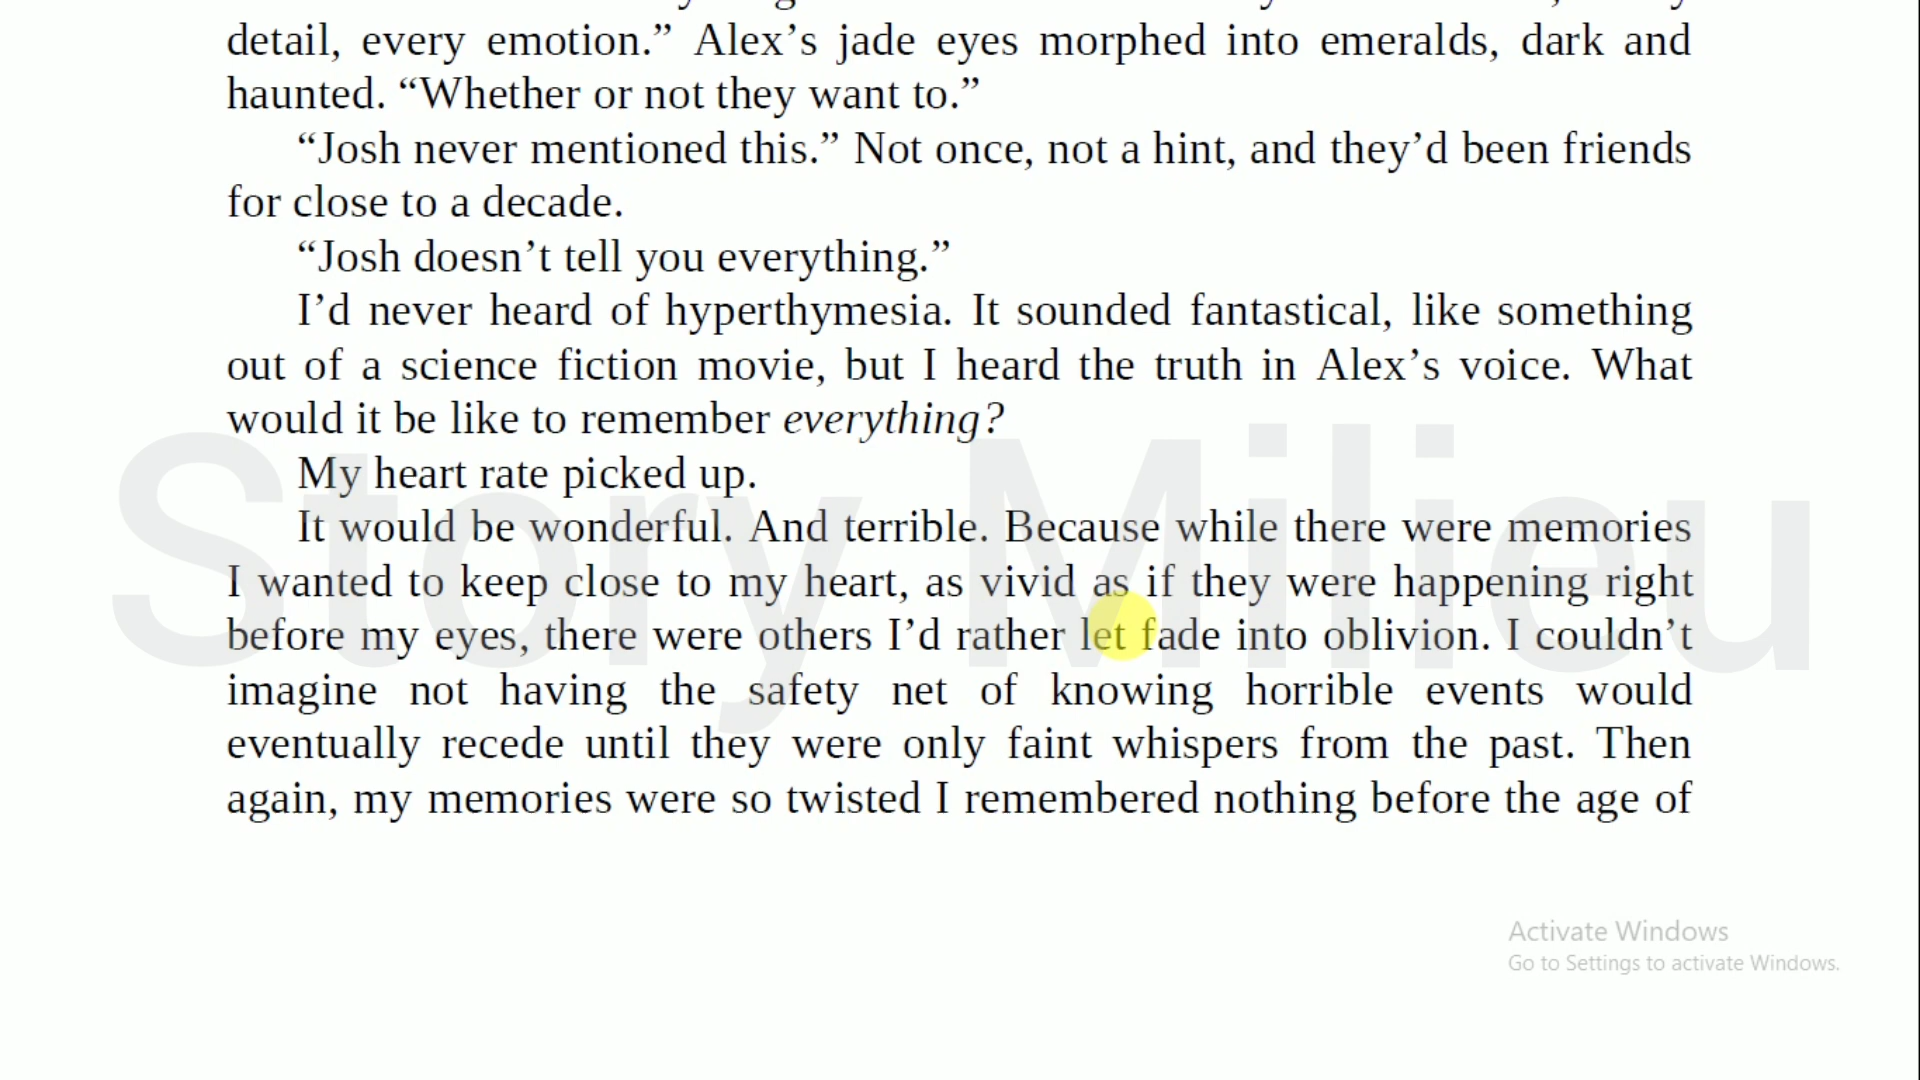 detail, every emotion.” Alex’s jade eyes morphed into emeralds, dark and
haunted. “Whether or not they want to.”
“Josh never mentioned this.” Not once, not a hint, and they’d been friends
for close to a decade.
“Josh doesn’t tell you everything.”
I’d never heard of hyperthymesia. It sounded fantastical, like something
out of a science fiction movie, but I heard the truth in Alex’s voice. What
would it be like to remember everything?
My heart rate picked up.
It would be wonderful. And terrible. Because while there were memories
I wanted to keep close to my heart, as vivid as if they were happening right
before my eyes, there were others I’d rather let fade into oblivion. I couldn’t
imagine not having the safety net of knowing horrible events would
eventually recede until they were only faint whispers from the past. Then
again, my memories were so twisted I remembered nothing before the age of
Story Milieu
Activate Windows
Go to Settings to activate Windows.